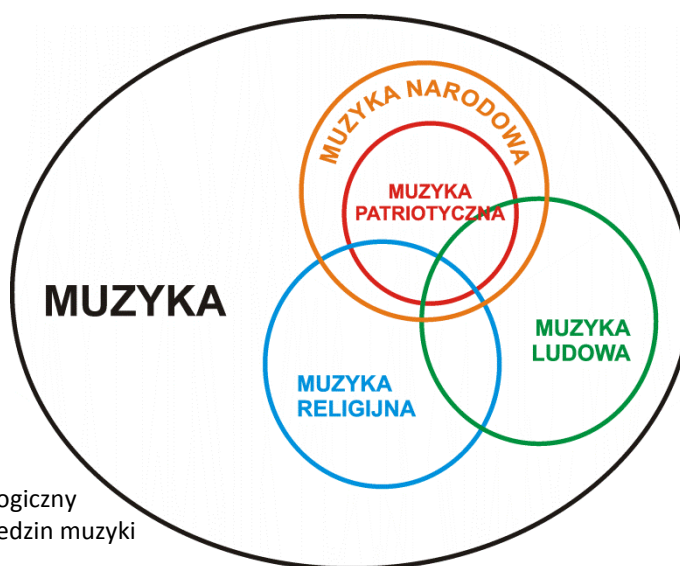 MUZYKA NARODOWA
MUZYKA
PATRIOTYCZNA
MUZYKA
MUZYKA
LUDOWA
MUZYKA
RELIGIJNA
ogiczny
edzin muzyki